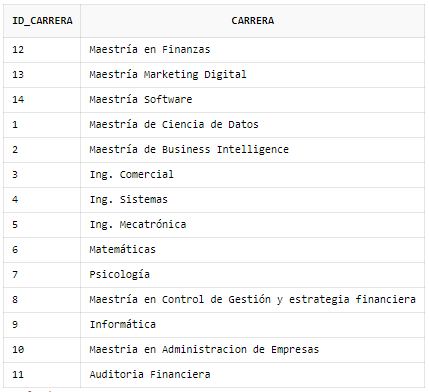 ID_CARRERA CARRERA
12 Maestría en Finanzas
13 Maestría Marketing Digital
14 Maestría Software
1 Maestría de Ciencia de Datos
2 Maestría de Business Intelligence
3 Ing. Comercial
4 Ing. Sistemas
5 Ing. Mecatrónica
6 Matemáticas
7 Psicología
8 Maestría en Control de Gestión y estrategia financiera
9 Informática
10 Maestria en Administracion de Empresas
11 Auditoria Financiera